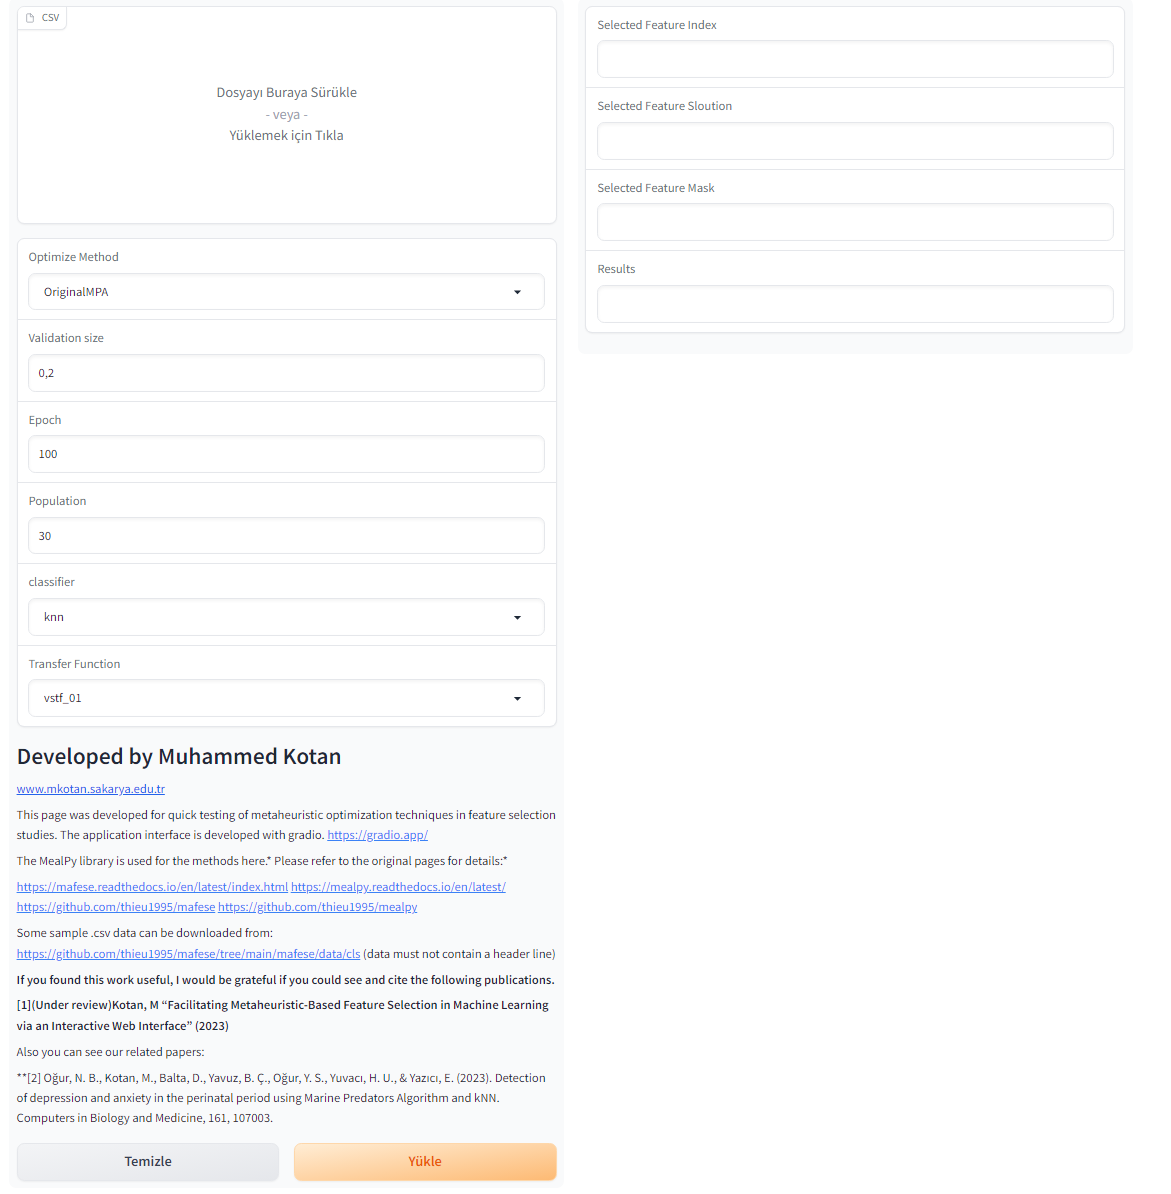 CSV
Dosyayı Buraya Sürükle
- veya -
Yüklemek için Tıkla
Optimize Method
OriginalMPA
Validation size
0,2
Epoch
100
Population
30
classifier
knn
Transfer Function
vstf_01
Developed by Muhammed Kotan
www.mkotan.sakarya.edu.tr
This page was developed for quick testing of metaheuristic optimization techniques in feature selection
studies. The application interface is developed with gradio. https://gradio.app/
The MealPy library is used for the methods here.* Please refer to the original pages for details:*
https://mafese.readthedocs.io/en/latest/index.html https://mealpy.readthedocs.io/en/latest/
https://github.com/thieu1995/mafese https://github.com/thieu1995/mealpy
Some sample .csv data can be downloaded from:
https://github.com/thieu1995/mafese/tree/main/mafese/data/cls (data must not contain a header line)
If you found this work useful, I would be grateful if you could see and cite the following publications.
[1](Under review)Kotan, M “Facilitating Metaheuristic-Based Feature Selection in Machine Learning
via an Interactive Web Interface” (2023)
Also you can see our related papers:
**[2] Oğur, N. B., Kotan, M., Balta, D., Yavuz, B. Ç., Oğur, Y. S., Yuvacı, H. U., & Yazıcı, E. (2023). Detection
of depression and anxiety in the perinatal period using Marine Predators Algorithm and kNN.
Computers in Biology and Medicine, 161, 107003.
Temizle
Yükle
Selected Feature Index
Selected Feature Sloution
Selected Feature Mask
Results